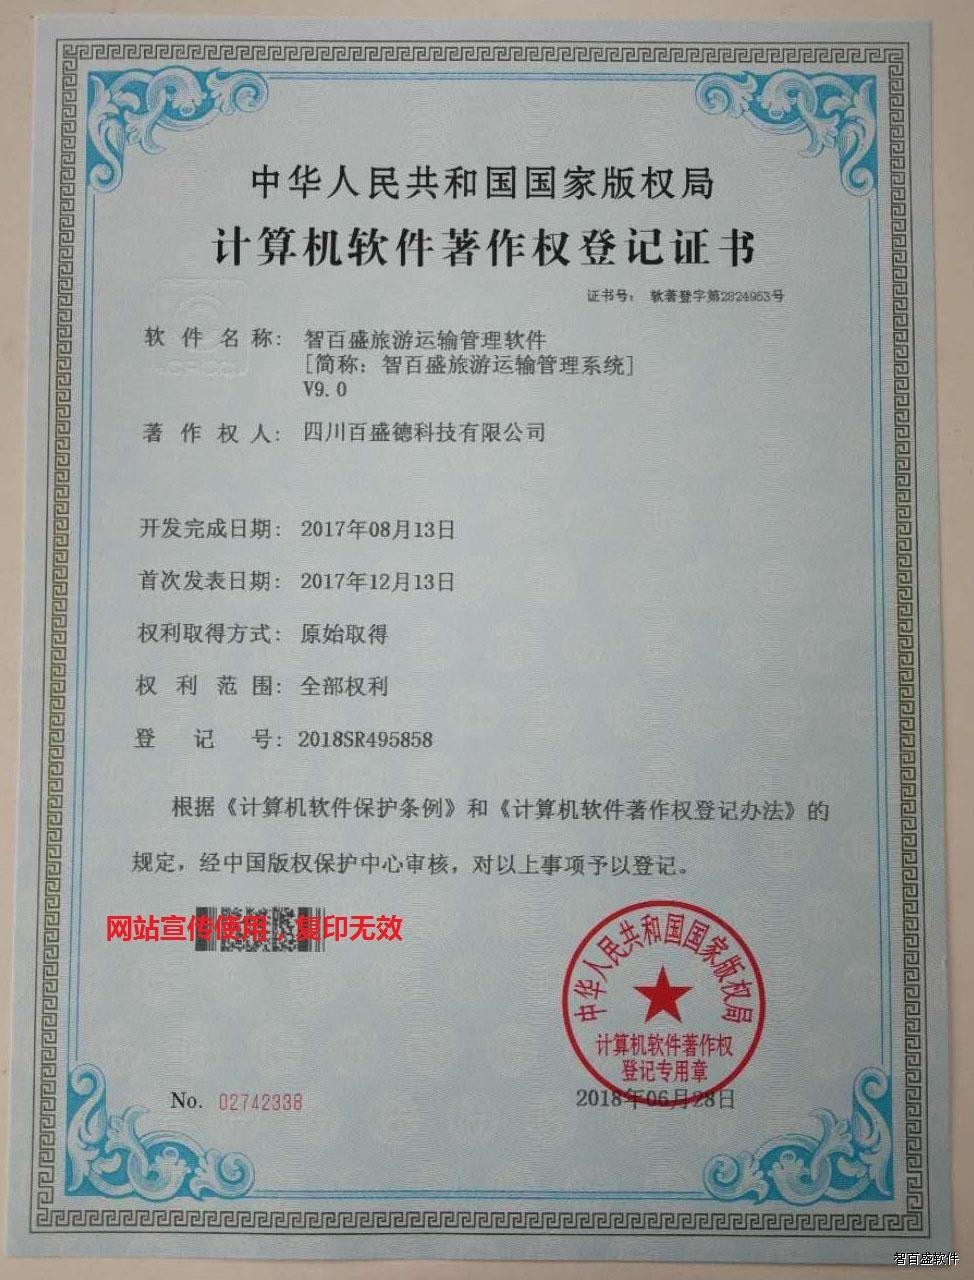 中华人民共和国国家版权局
计算机软件著作权登记证书
证书号： 软著登字第2824953号
软件名称： 智百盛旅游运输管理软件
[简称：智百盛旅游运输管理系统]
V9.0
著作权人： 四川百盛德科技有限公司
开发完成日期： 2017年08月13日
首次发表日期： 2017年12月13日
权利取得方式： 原始取得
权利范围： 全部权利
登记号： 2018SR495858
根据《计算机软件保护条例》和《计算机软件著作权登记办法》的
规定，经中国版权保护中心审核，对以上事项予以登记。
网站宣传使用，复印无效
中华人民共和国国家版权局
计算机软件著作权
登记专用章
No. 02742338
2018年06月28日
智百盛软件